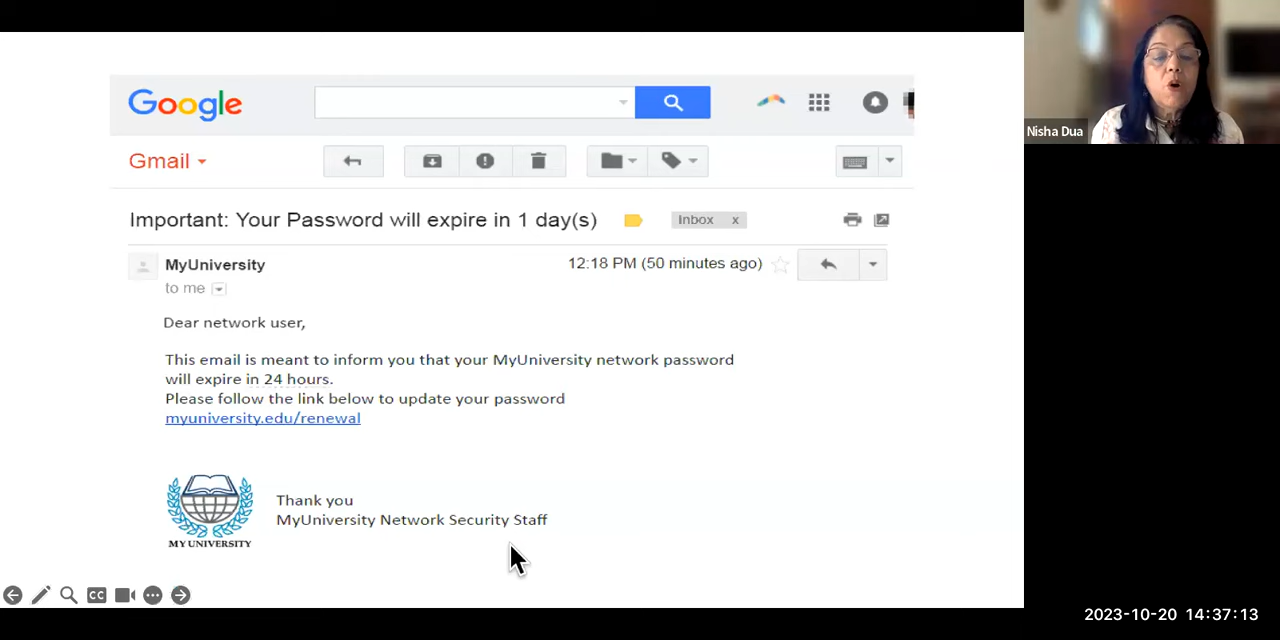 Google
Gmail
Important: Your Password will expire in 1 day(s)
Inbox x
MyUniversity
12:18 PM (50 minutes ago)
to me
Dear network user,
This email is meant to inform you that your MyUniversity network password
will expire in 24 hours.
Please follow the link below to update your password
myuniversity.edu/renewal
MY UNIVERSITY
Thank you
MyUniversity Network Security Staff
CC
Nisha Dua
2023-10-20 14:37:13